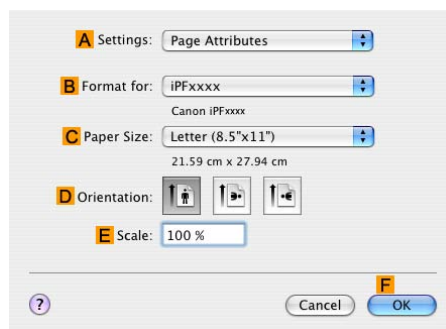 A Settings: Page Attributes
B Format for: iPFxxxx
Canon iPFxxxx
C Paper Size: Letter (8.5"x11")
21.59 cm x 27.94 cm
D Orientation:
E Scale: 100 %
F
? Cancel OK